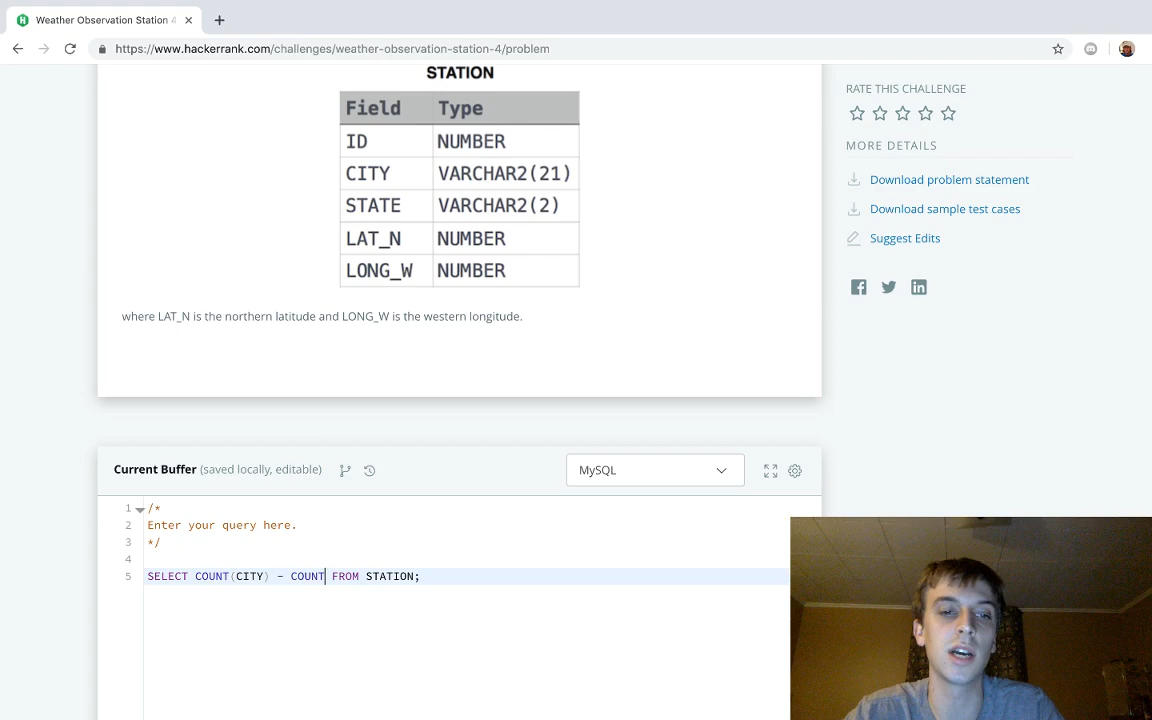 Weather Observation Station 4
https://www.hackerrank.com/challenges/weather-observation-station-4/problem
STATION
Field Type
ID NUMBER
CITY VARCHAR2(21)
STATE VARCHAR2(2)
LAT_N NUMBER
LONG_W NUMBER
where LAT_N is the northern latitude and LONG_W is the western longitude.
RATE THIS CHALLENGE
MORE DETAILS
Download problem statement
Download sample test cases
Suggest Edits
Current Buffer (saved locally, editable)
MySQL
1 /*
2 Enter your query here.
3 */
4
5 SELECT COUNT(CITY) - COUNT FROM STATION;